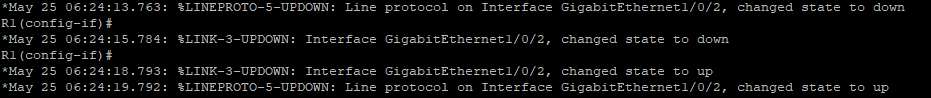 *May 25 06:24:13.763: %LINEPROTO-5-UPDOWN: Line protocol on Interface GigabitEthernet1/0/2, changed state to down
R1(config-if)#
*May 25 06:24:15.784: %LINK-3-UPDOWN: Interface GigabitEthernet1/0/2, changed state to down
R1(config-if)#
*May 25 06:24:18.793: %LINK-3-UPDOWN: Interface GigabitEthernet1/0/2, changed state to up
*May 25 06:24:19.792: %LINEPROTO-5-UPDOWN: Line protocol on Interface GigabitEthernet1/0/2, changed state to up